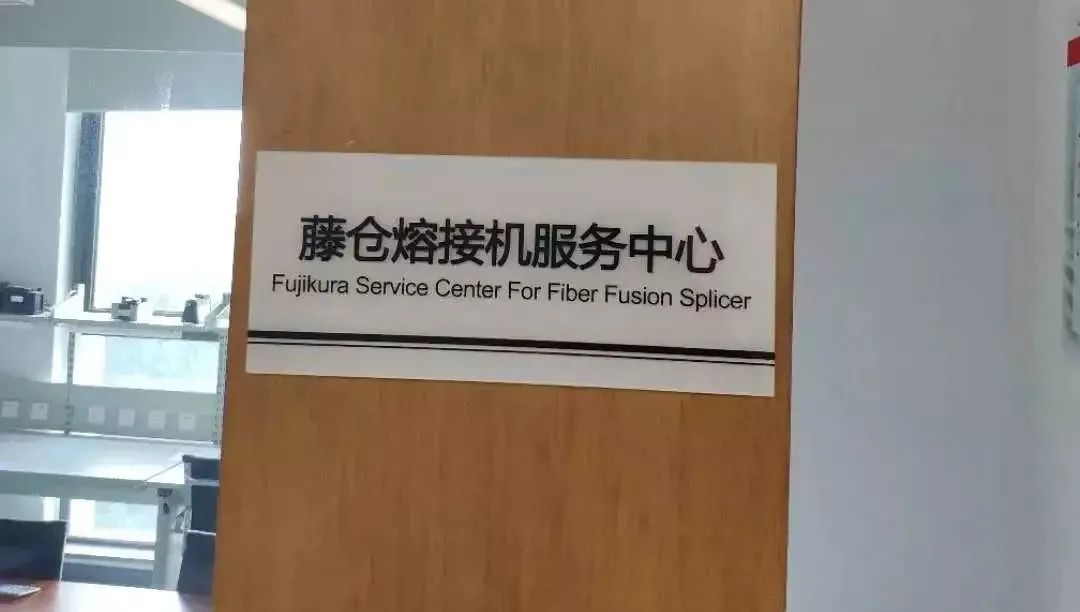 藤仓熔接机服务中心
Fujikura Service Center For Fiber Fusion Splicer